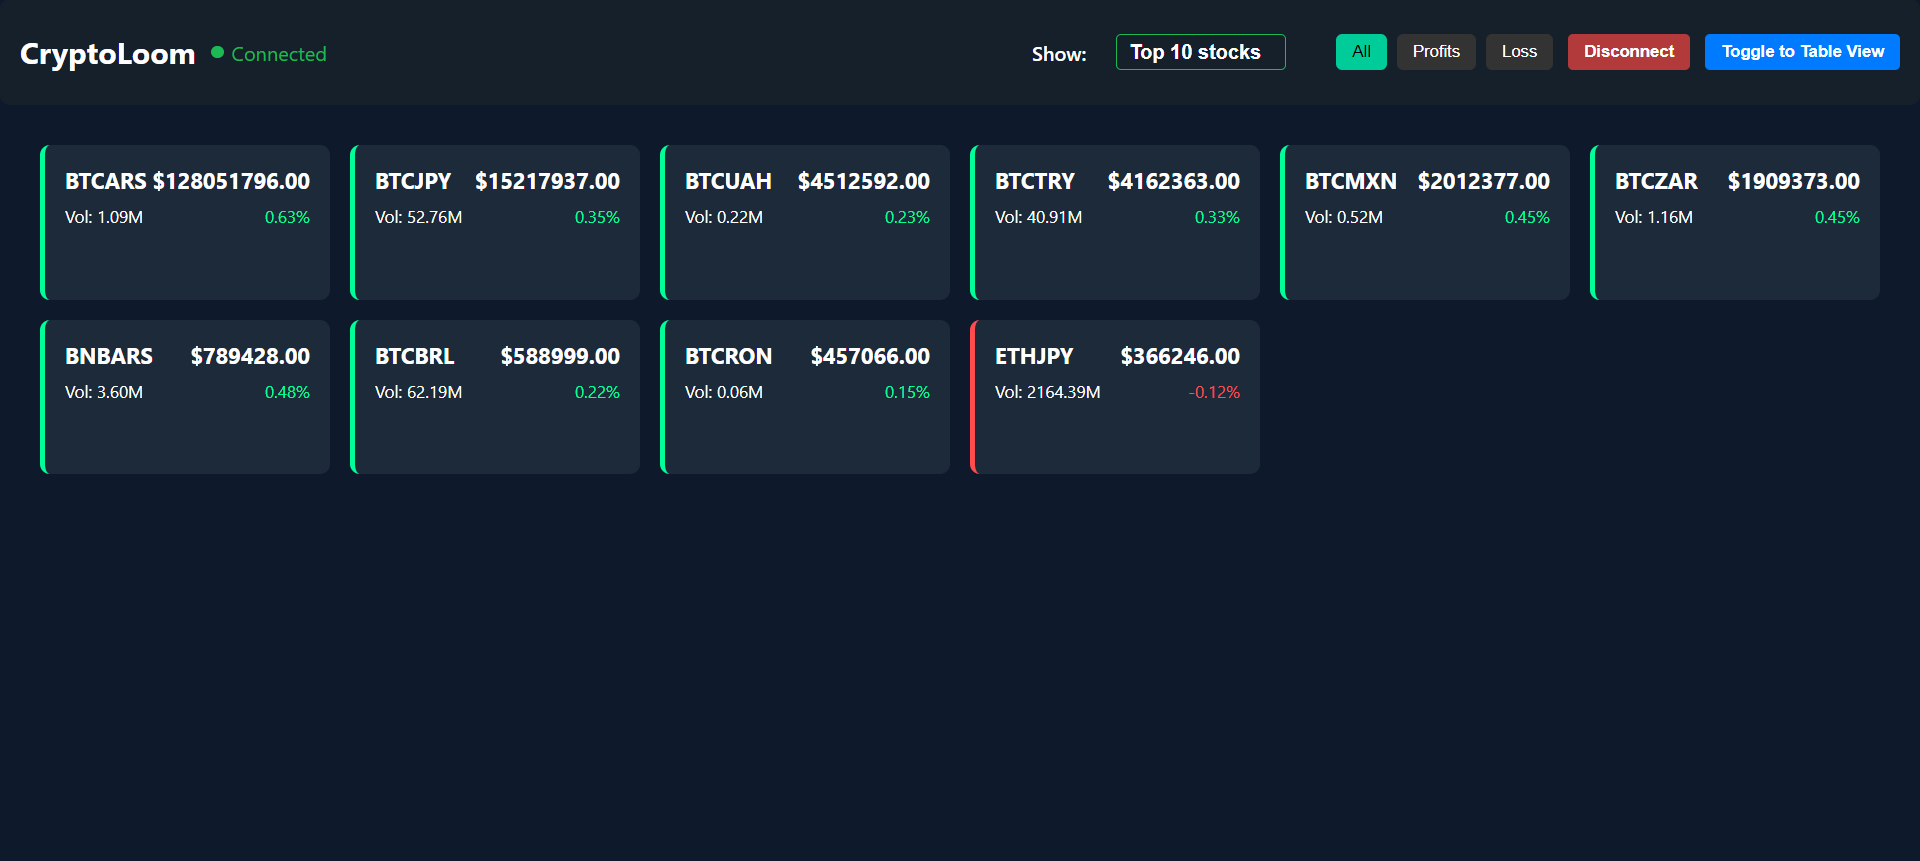 CryptoLoom Connected Show: Top 10 stocks All Profits Loss Disconnect Toggle to Table View
BTCARS $128051796.00
Vol: 1.09M 0.63%
BTCJPY $15217937.00
Vol: 52.76M 0.35%
BTCUAH $4512592.00
Vol: 0.22M 0.23%
BTCTRY $4162363.00
Vol: 40.91M 0.33%
BTCMXN $2012377.00
Vol: 0.52M 0.45%
BTCZAR $1909373.00
Vol: 1.16M 0.45%
BNBARS $789428.00
Vol: 3.60M 0.48%
BTCBRL $588999.00
Vol: 62.19M 0.22%
BTCRON $457066.00
Vol: 0.06M 0.15%
ETHJPY $366246.00
Vol: 2164.39M -0.12%